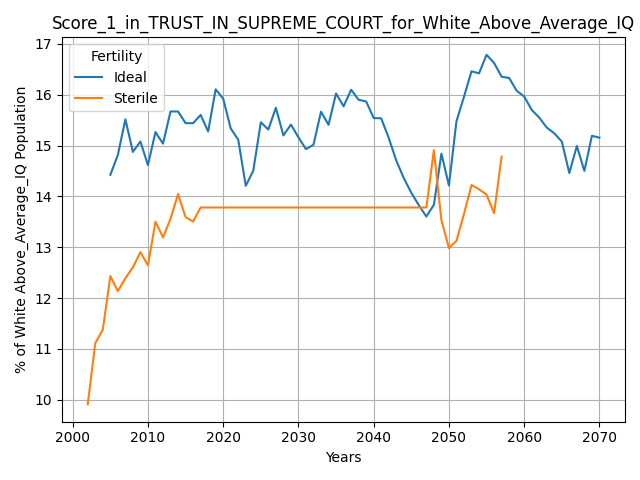 Score_1_in_TRUST_IN_SUPREME_COURT_for_White_Above_Average_IQ
Fertility
Ideal
Sterile
% of White Above_Average_IQ Population
17
16
15
14
13
12
11
10
2000 2010 2020 2030 2040 2050 2060 2070
Years